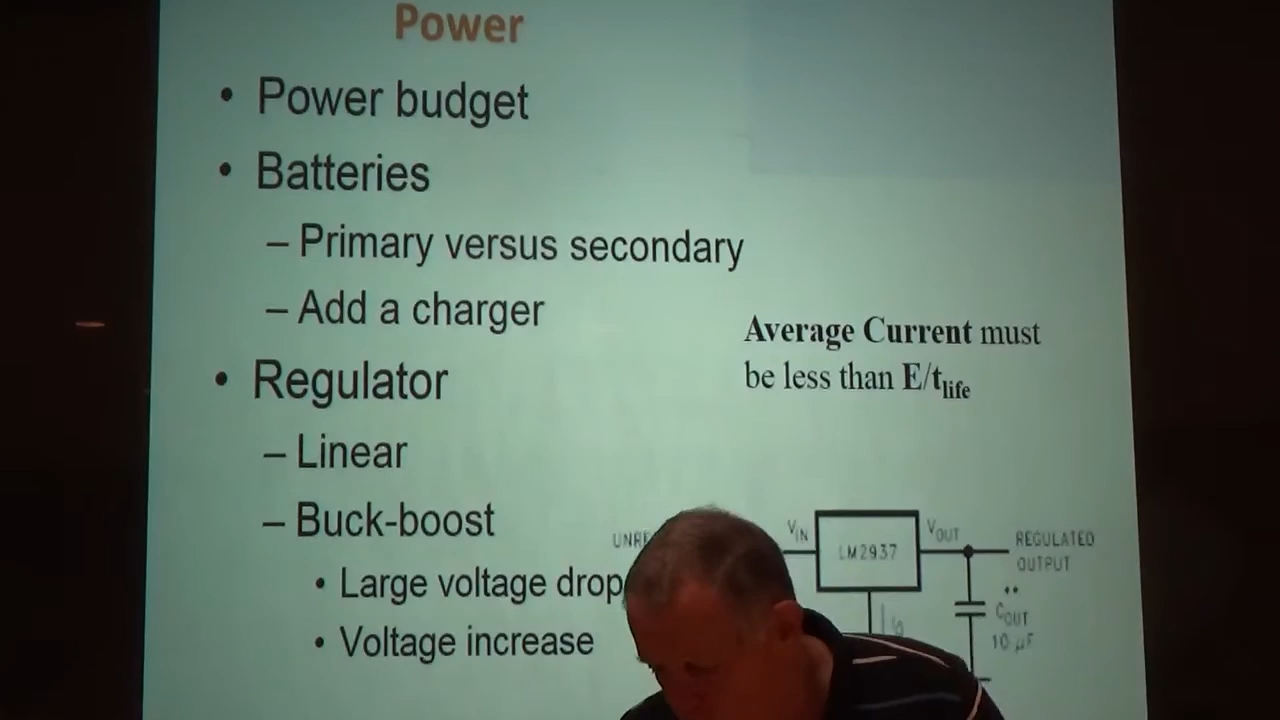 Power
• Power budget
• Batteries
– Primary versus secondary
– Add a charger
• Regulator
– Linear
– Buck-boost
• Large voltage drop
• Voltage increase
Average Current must
be less than E/tlife
VIN
LM2937
VOUT
REGULATED
OUTPUT
COUT
10 µF